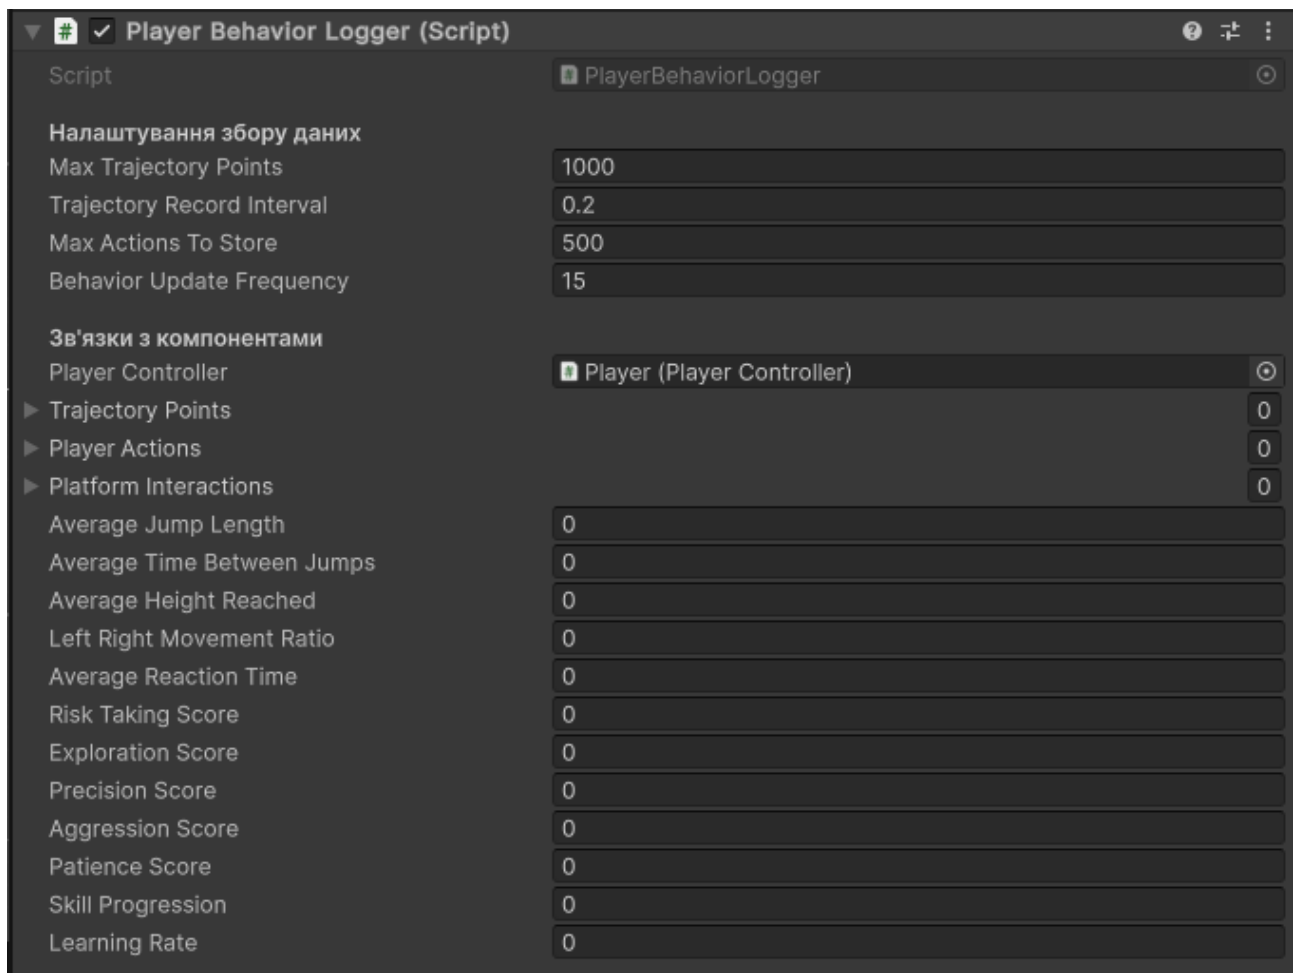 Player Behavior Logger (Script)
Script PlayerBehaviorLogger
Налаштування збору даних
Max Trajectory Points 1000
Trajectory Record Interval 0.2
Max Actions To Store 500
Behavior Update Frequency 15
Зв'язки з компонентами
Player Controller Player (Player Controller)
Trajectory Points 0
Player Actions 0
Platform Interactions 0
Average Jump Length 0
Average Time Between Jumps 0
Average Height Reached 0
Left Right Movement Ratio 0
Average Reaction Time 0
Risk Taking Score 0
Exploration Score 0
Precision Score 0
Aggression Score 0
Patience Score 0
Skill Progression 0
Learning Rate 0